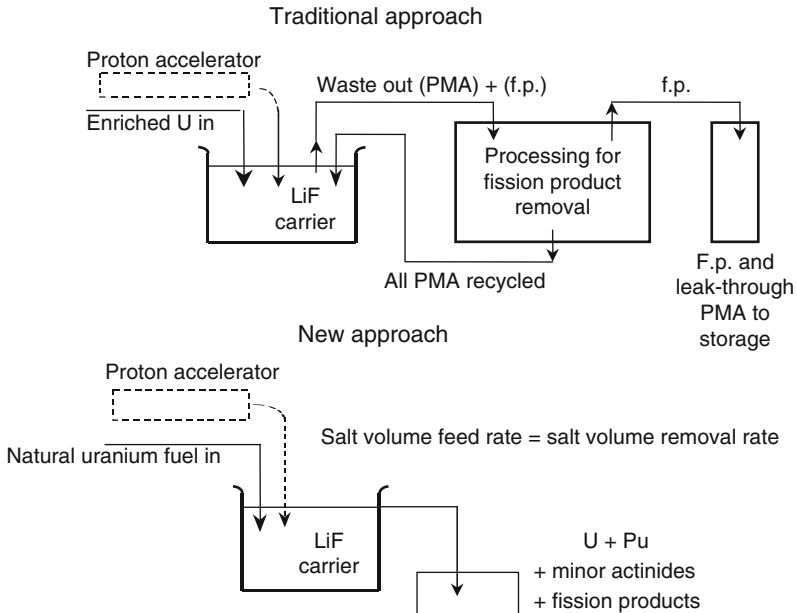 Traditional approach
Proton accelerator
Enriched U in
Waste out (PMA) + (f.p.)
f.p.
LiF
carrier
Processing for
fission product
removal
All PMA recycled
F.p. and
leak-through
PMA to
storage
New approach
Proton accelerator
Natural uranium fuel in
Salt volume feed rate = salt volume removal rate
LiF
carrier
U + Pu
+ minor actinides
+ fission products